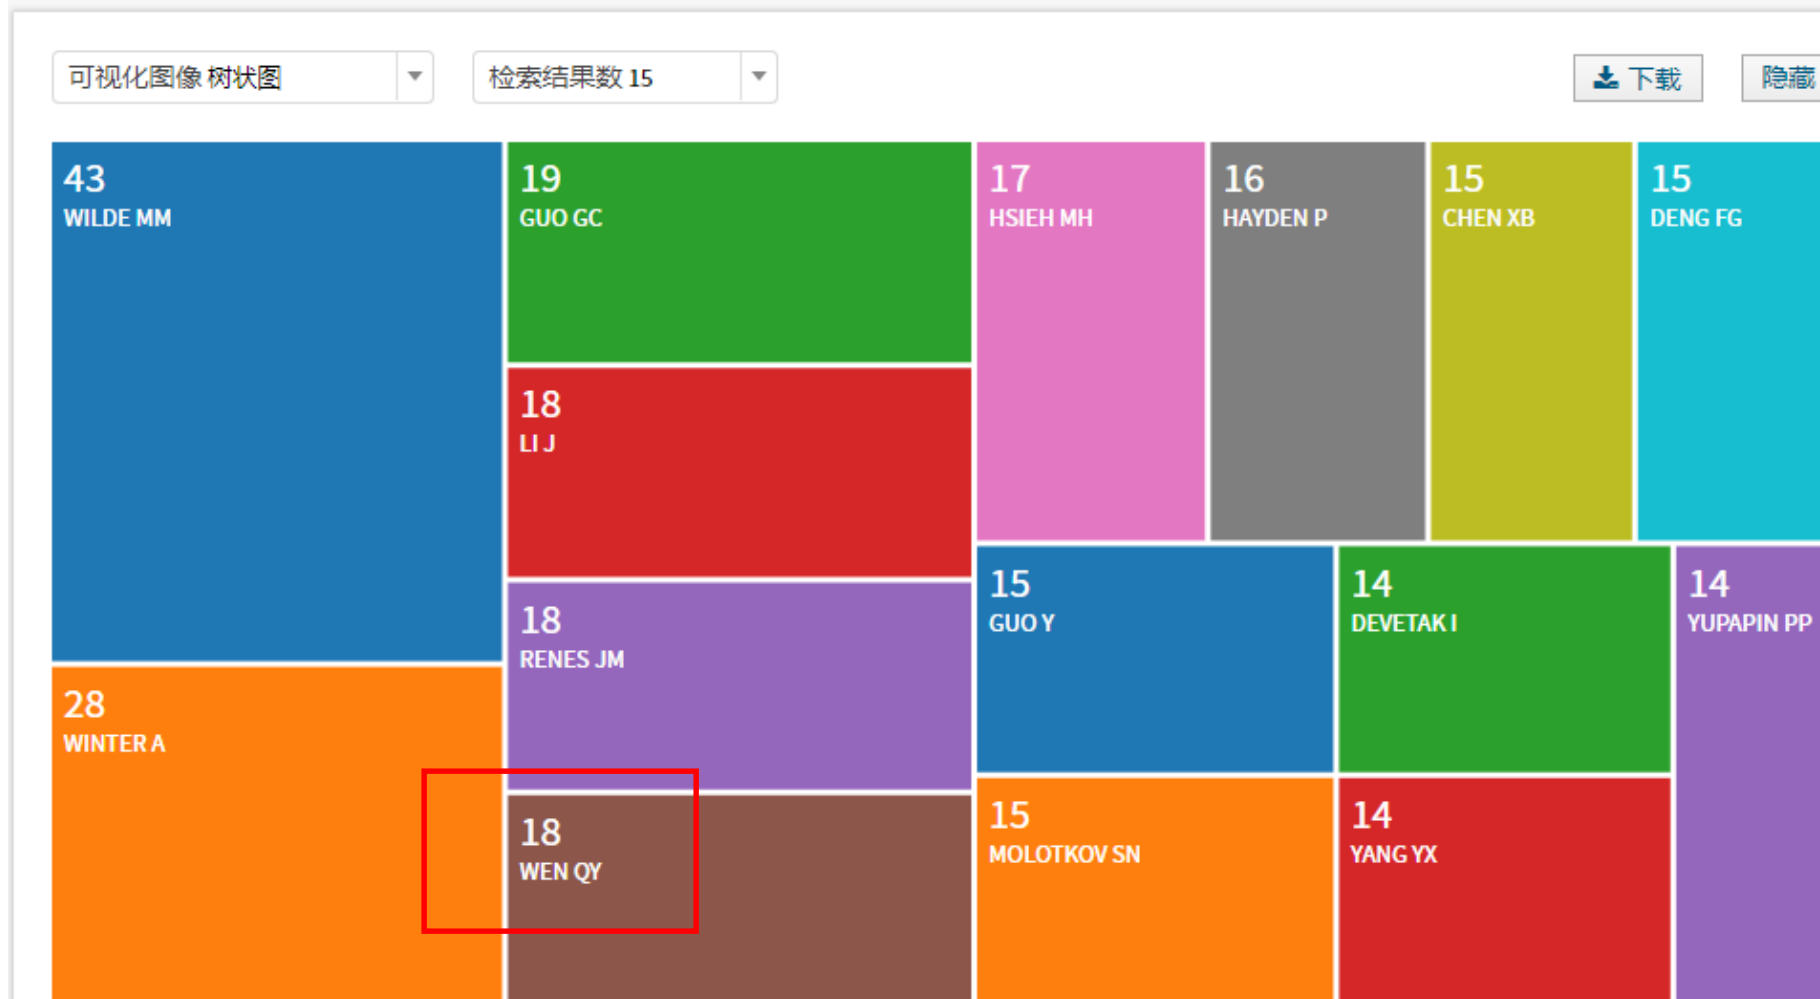 可视化图像 树状图
检索结果数 15
下载
隐藏
43
WILDE MM
28
WINTER A
19
GUO GC
18
LI J
18
RENES JM
18
WEN QY
17
HSIEH MH
16
HAYDEN P
15
CHEN XB
15
DENG FG
15
GUO Y
14
DEVETAK I
14
YUPAPIN PP
15
MOLOTKOV SN
14
YANG YX